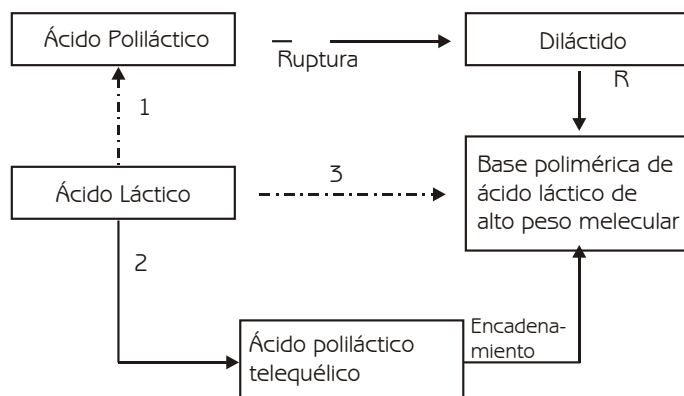 Ácido Poliláctico
Ruptura
Diláctido
R
1
Ácido Láctico
3
Base polimérica de
ácido láctico de
alto peso melecular
2
Ácido poliláctico
telequélico
Encadena-
miento